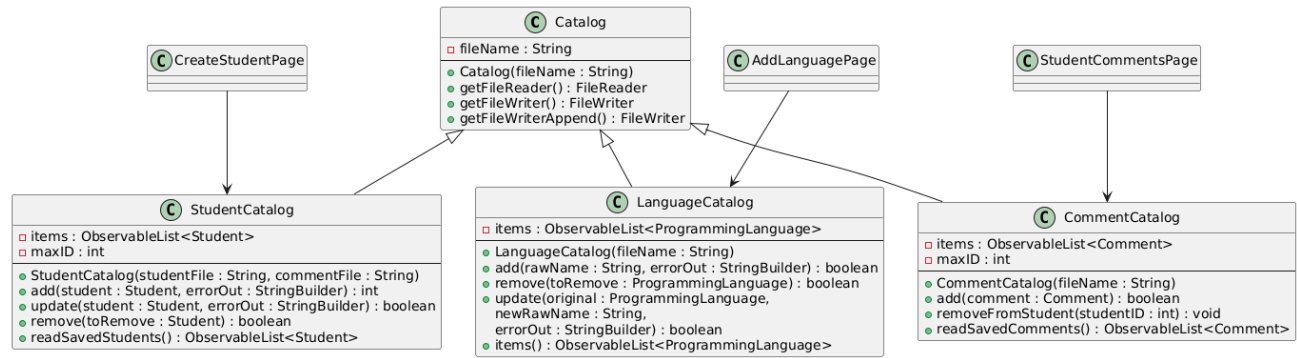 C Catalog
fileName : String
Catalog(fileName : String)
getFileReader() : FileReader
getFileWriter() : FileWriter
getFileWriterAppend() : FileWriter
C CreateStudentPage
C AddLanguagePage
C StudentCommentsPage
C StudentCatalog
items : ObservableList<Student>
maxID : int
StudentCatalog(studentFile : String, commentFile : String)
add(student : Student, errorOut : StringBuilder) : int
update(student : Student, errorOut : StringBuilder) : boolean
remove(toRemove : Student) : boolean
readSavedStudents() : ObservableList<Student>
C LanguageCatalog
items : ObservableList<ProgrammingLanguage>
LanguageCatalog(fileName : String)
add(rawName : String, errorOut : StringBuilder) : boolean
remove(toRemove : ProgrammingLanguage) : boolean
update(original : ProgrammingLanguage,
newRawName : String,
errorOut : StringBuilder) : boolean
items() : ObservableList<ProgrammingLanguage>
C CommentCatalog
items : ObservableList<Comment>
maxID : int
CommentCatalog(fileName : String)
add(comment : Comment) : boolean
removeFromStudent(studentID : int) : void
readSavedComments() : ObservableList<Comment>